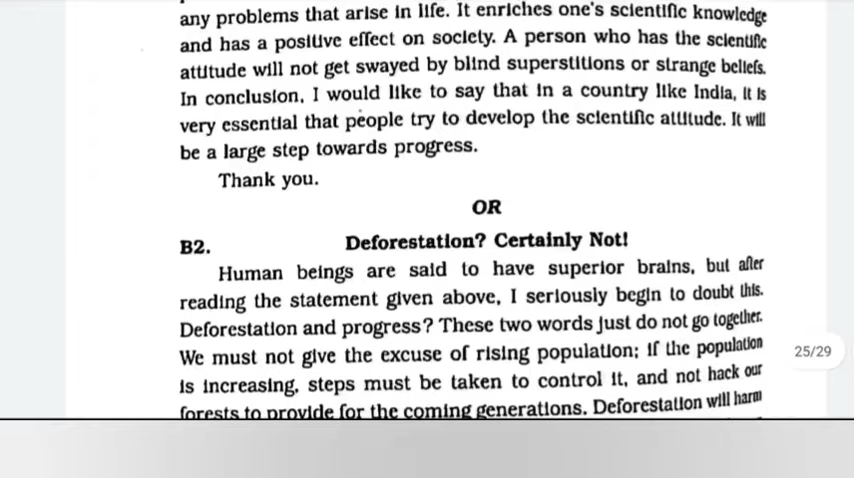 any problems that arise in life. It enriches one's scientific knowledge
and has a positive effect on society. A person who has the scientific
attitude will not get swayed by blind superstitions or strange beliefs.
In conclusion, I would like to say that in a country like India, it is
very essential that people try to develop the scientific attitude. It will
be a large step towards progress.
Thank you.
OR
B2. Deforestation? Certainly Not!
Human beings are said to have superior brains, but after
reading the statement given above, I seriously begin to doubt this.
Deforestation and progress? These two words just do not go together.
We must not give the excuse of rising population; if the population
25/29
is increasing, steps must be taken to control it, and not hack our
forests to provide for the coming generations. Deforestation will harm